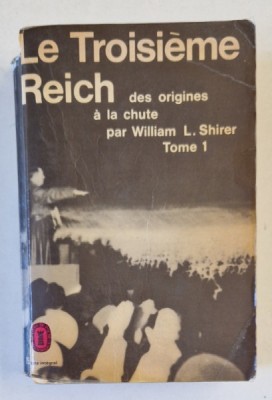 Le Troisième
Reich
des origines
à la chute
par William L. Shirer
Tome 1